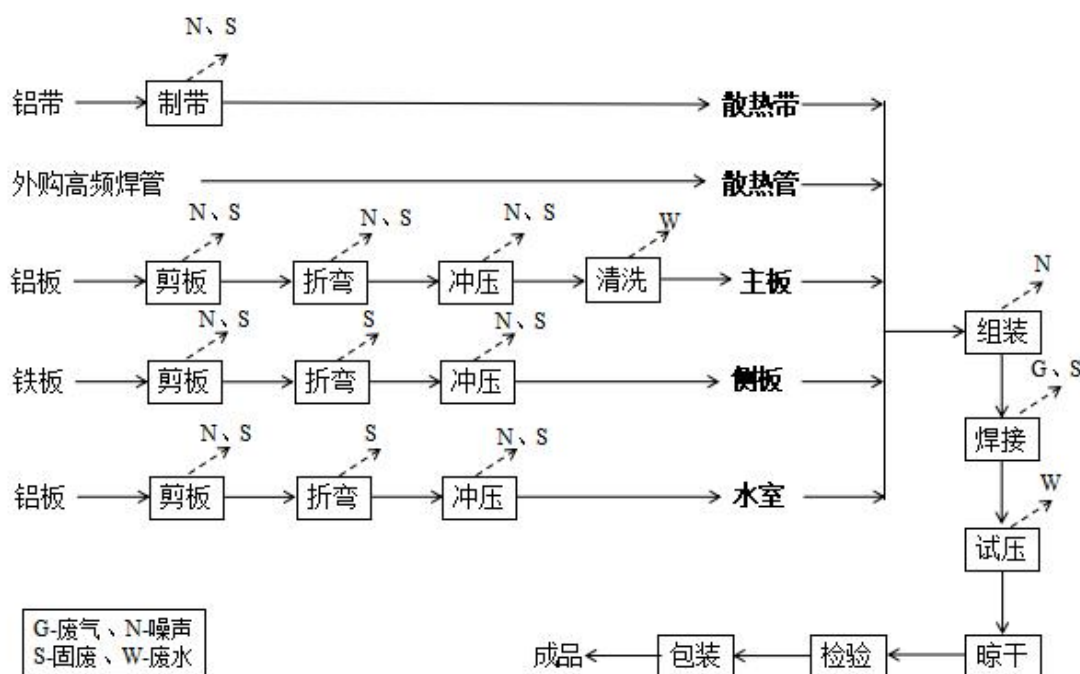 N、S
铝带 制带 散热带
外购高频焊管 散热管
N、S N、S N、S W
铝板 剪板 折弯 冲压 清洗 主板
N
组装
N、S S N、S
铁板 剪板 折弯 冲压 侧板
G、S
焊接
N、S S N、S
铝板 剪板 折弯 冲压 水室
W
试压
G-废气、N-噪声
S-固废、W-废水
成品 包装 检验 晾干